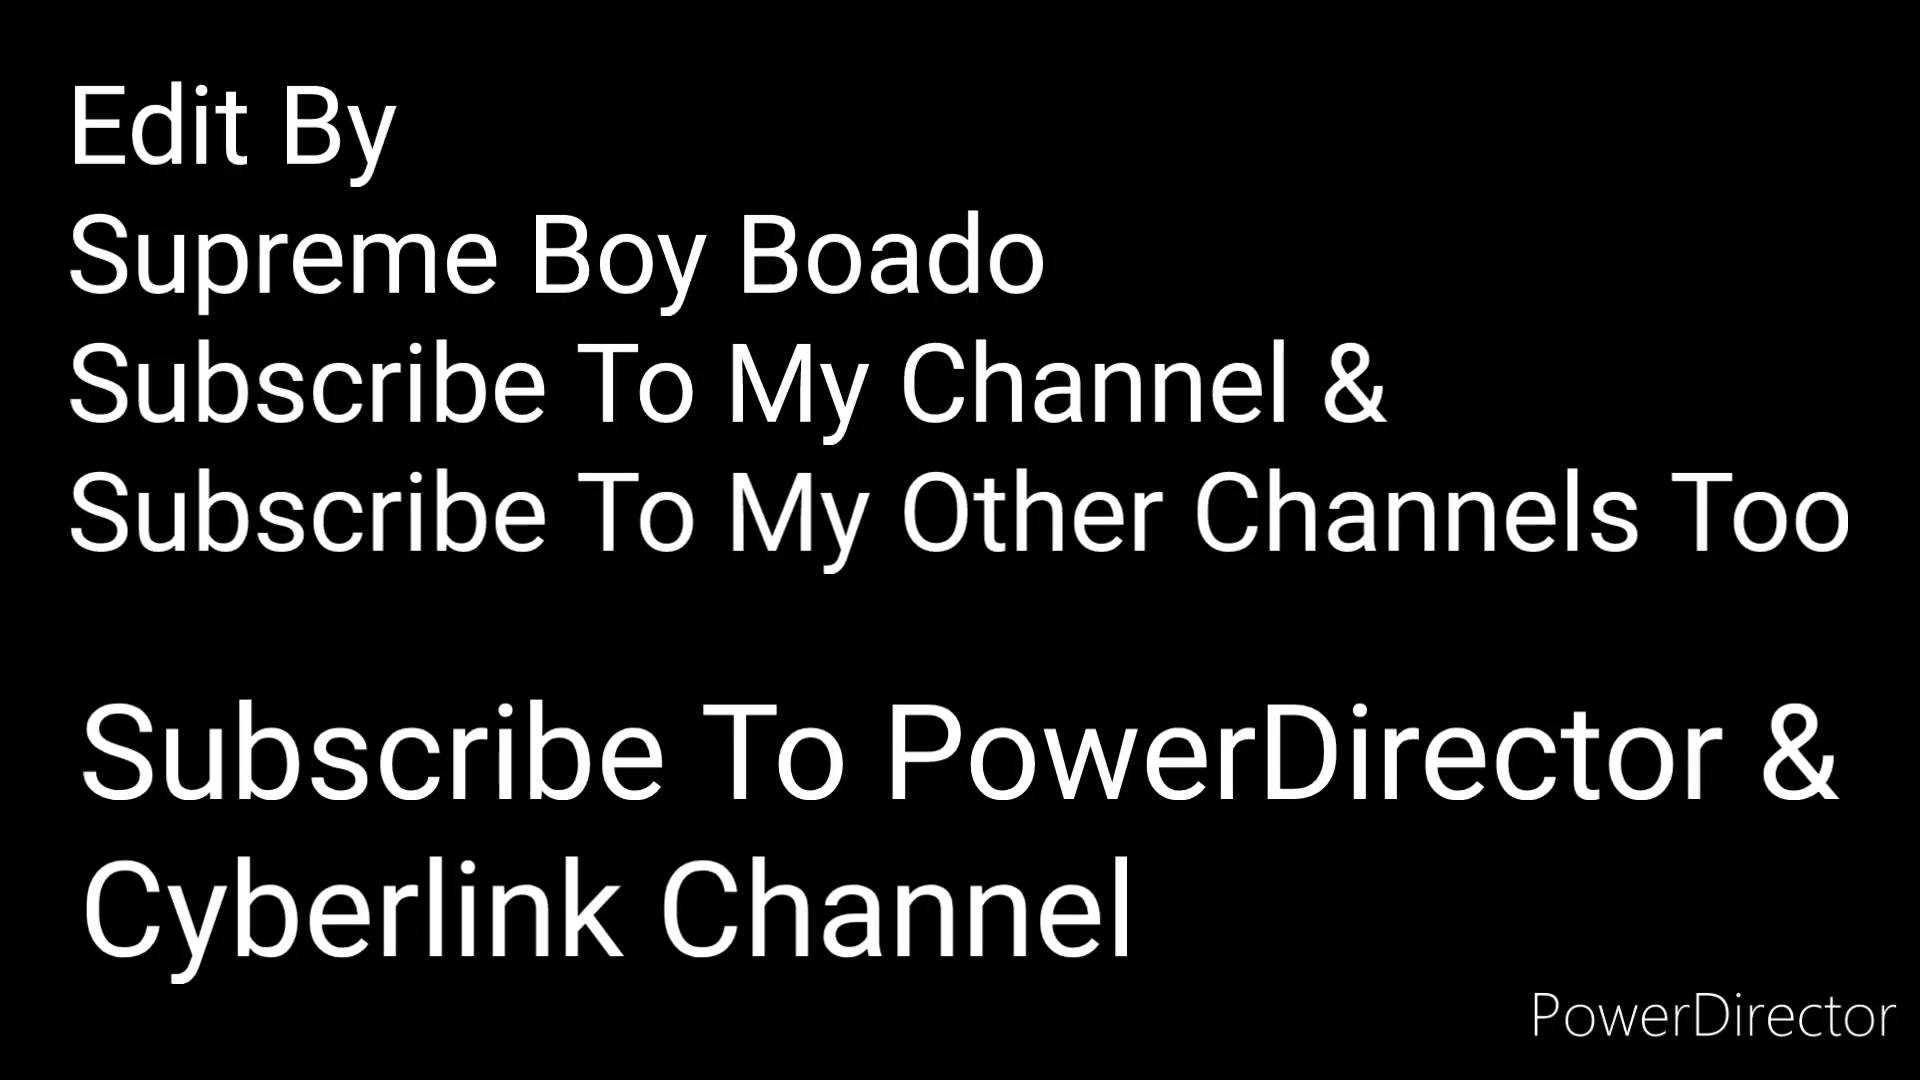 Edit By
Supreme Boy Boado
Subscribe To My Channel &
Subscribe To My Other Channels Too
Subscribe To PowerDirector &
Cyberlink Channel
PowerDirector